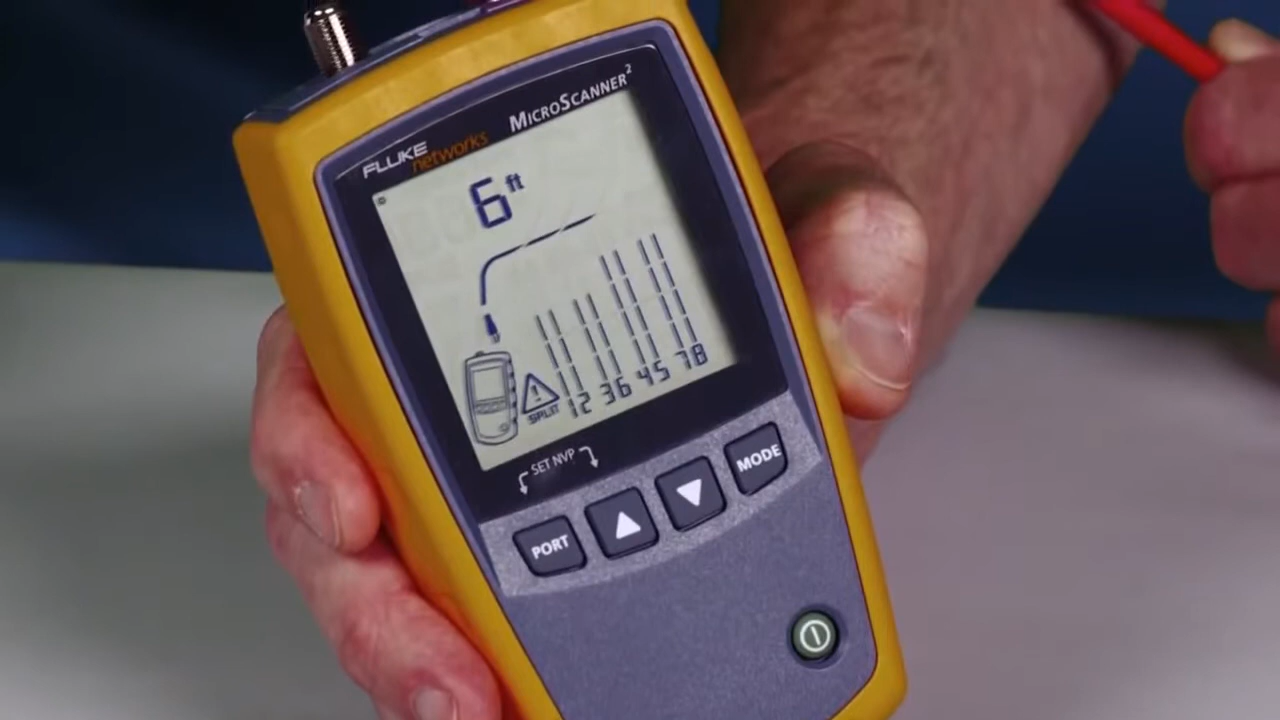 MICROSCANNER²
FLUKE networks
6 ft
SPLIT 12 36 45 78
SET NVP
PORT
MODE